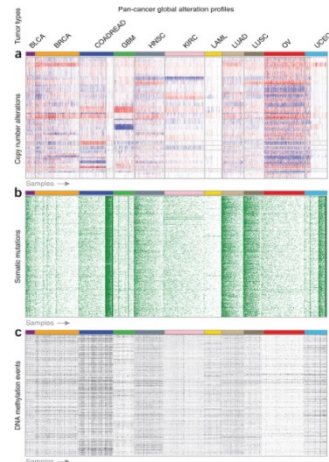 Pan-cancer global alteration profiles
Tumor types
BLCA
BRCA
COADREAD
GBM
HNSC
KIRC
LAML
LUAD
LUSC
OV
UCEC
a
Copy number alterations
Samples →
b
Somatic mutations
Samples →
c
DNA methylation events
Samples →